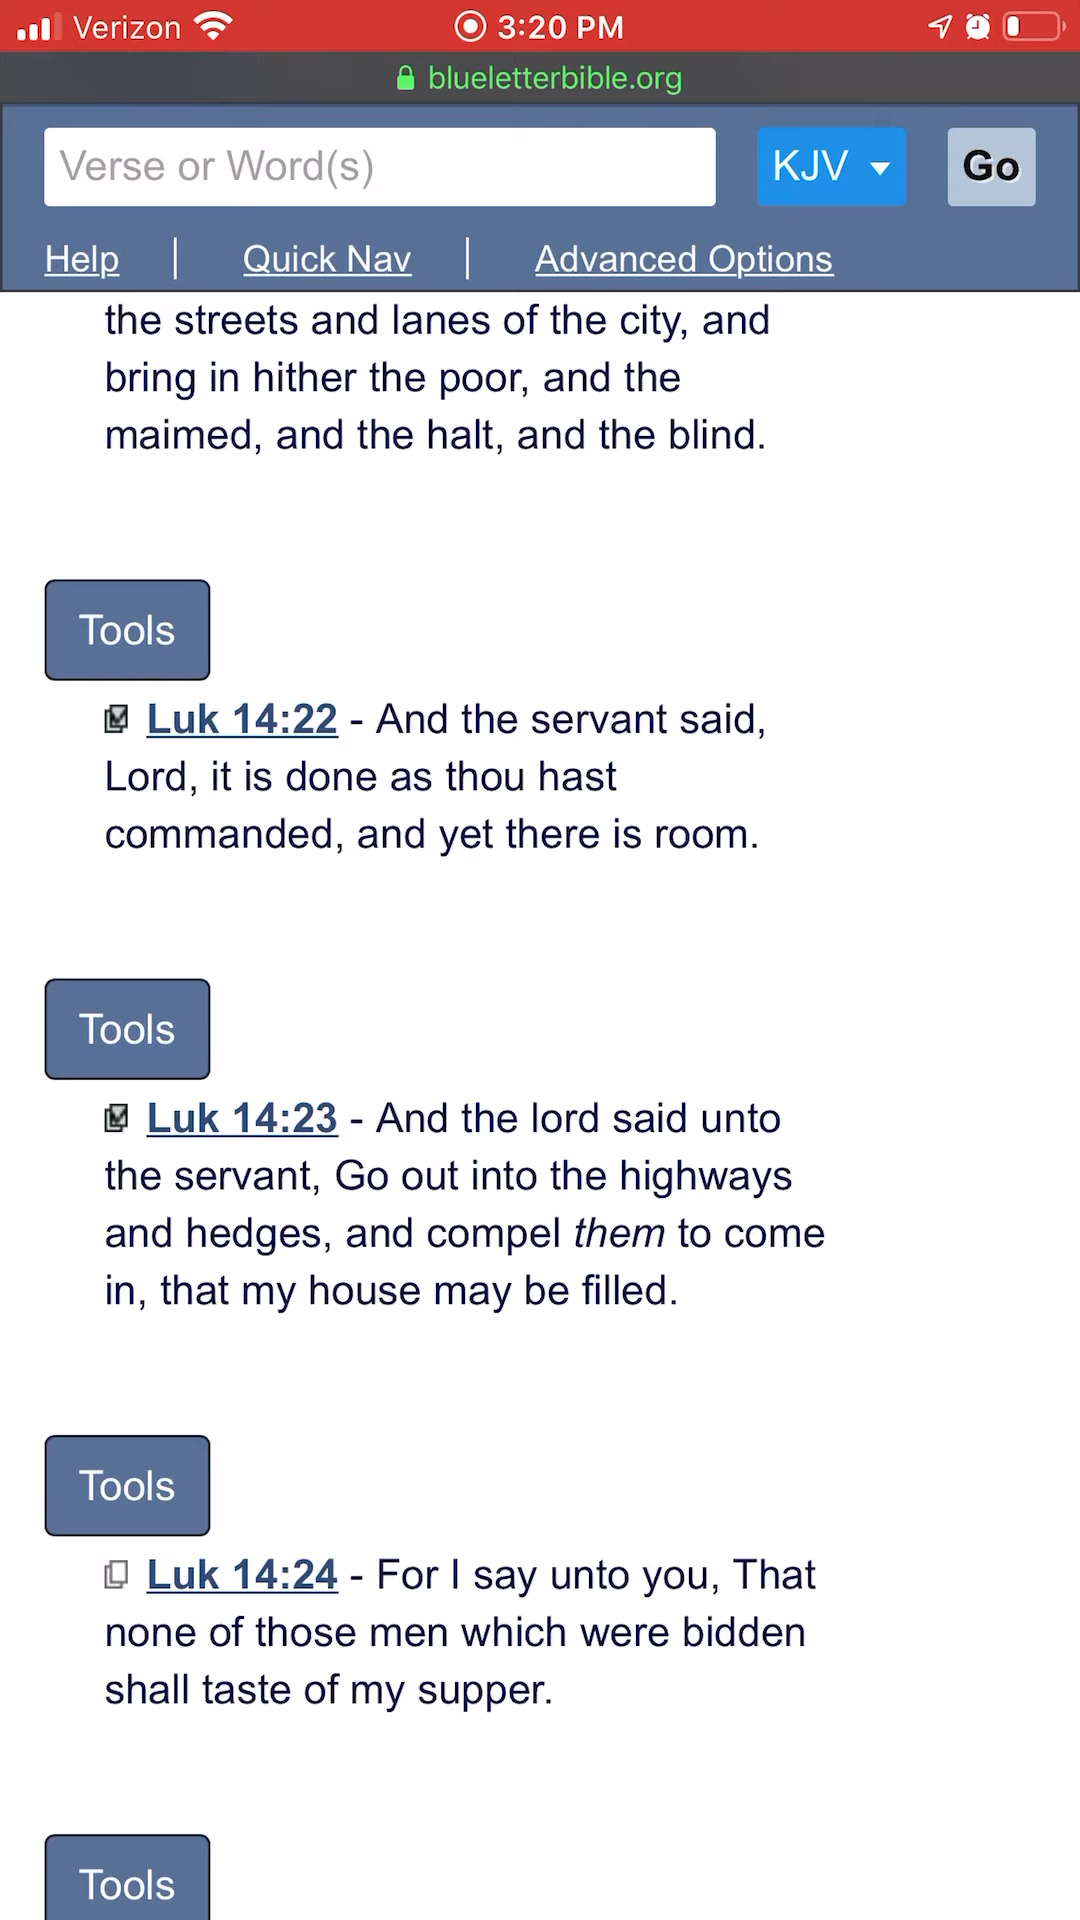 Verizon 3:20 PM
blueletterbible.org
Verse or Word(s) KJV Go
Help | Quick Nav | Advanced Options
the streets and lanes of the city, and
bring in hither the poor, and the
maimed, and the halt, and the blind.
Tools
Luk 14:22 - And the servant said,
Lord, it is done as thou hast
commanded, and yet there is room.
Tools
Luk 14:23 - And the lord said unto
the servant, Go out into the highways
and hedges, and compel them to come
in, that my house may be filled.
Tools
Luk 14:24 - For I say unto you, That
none of those men which were bidden
shall taste of my supper.
Tools